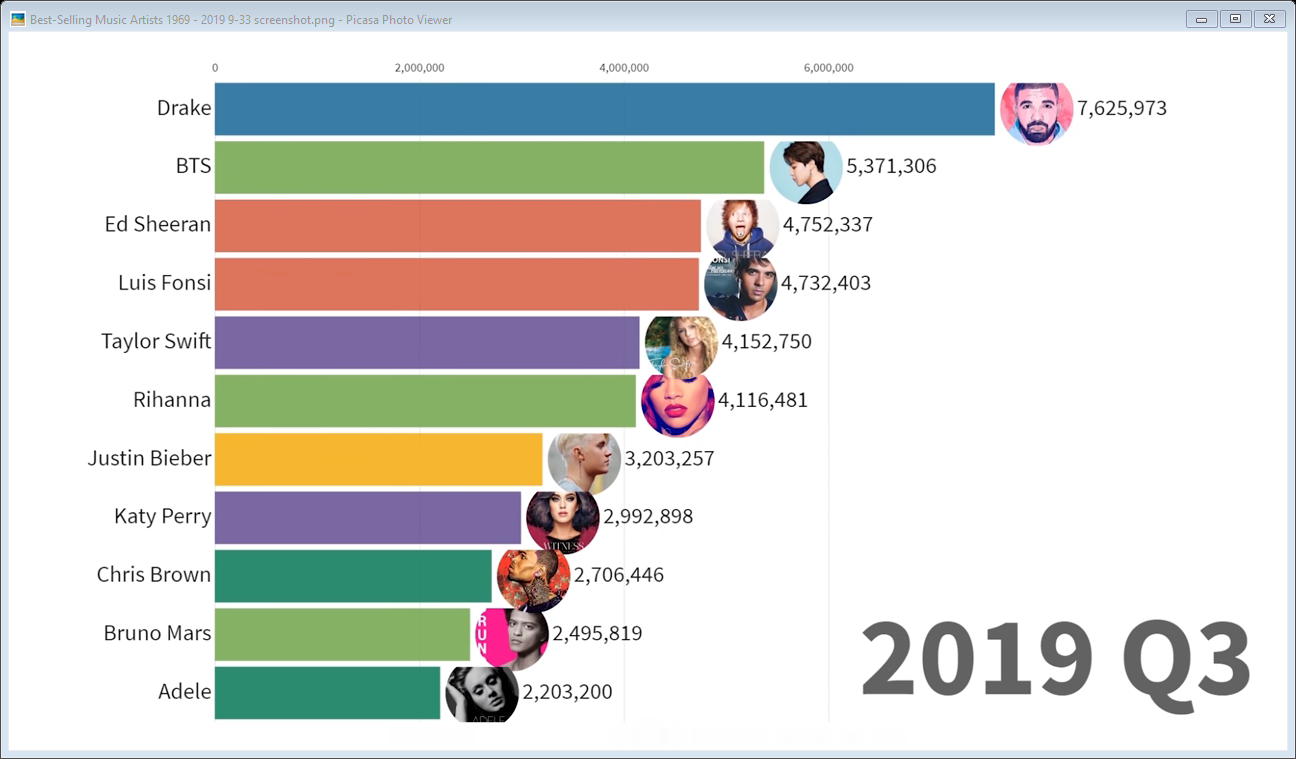 Best-Selling Music Artists 1969 - 2019 9-33 screenshot.png - Picasa Photo Viewer
0 2,000,000 4,000,000 6,000,000
Drake 7,625,973
BTS 5,371,306
Ed Sheeran 4,752,337
Luis Fonsi 4,732,403
Taylor Swift 4,152,750
Rihanna 4,116,481
Justin Bieber 3,203,257
Katy Perry 2,992,898
WITNESS
Chris Brown 2,706,446
Bruno Mars 2,495,819
RUN
Adele 2,203,200
ADELE
2019 Q3